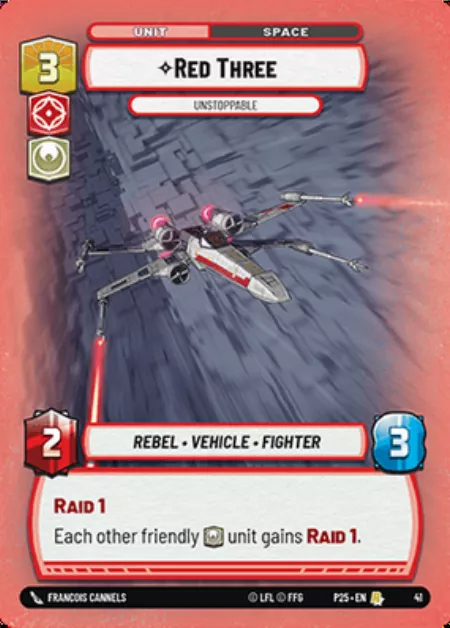 UNIT SPACE
3
✧RED THREE
UNSTOPPABLE
2
REBEL • VEHICLE • FIGHTER
3
RAID 1
Each other friendly unit gains RAID 1.
FRANCOIS CANNELS © LFL © FFG P25 • EN 41